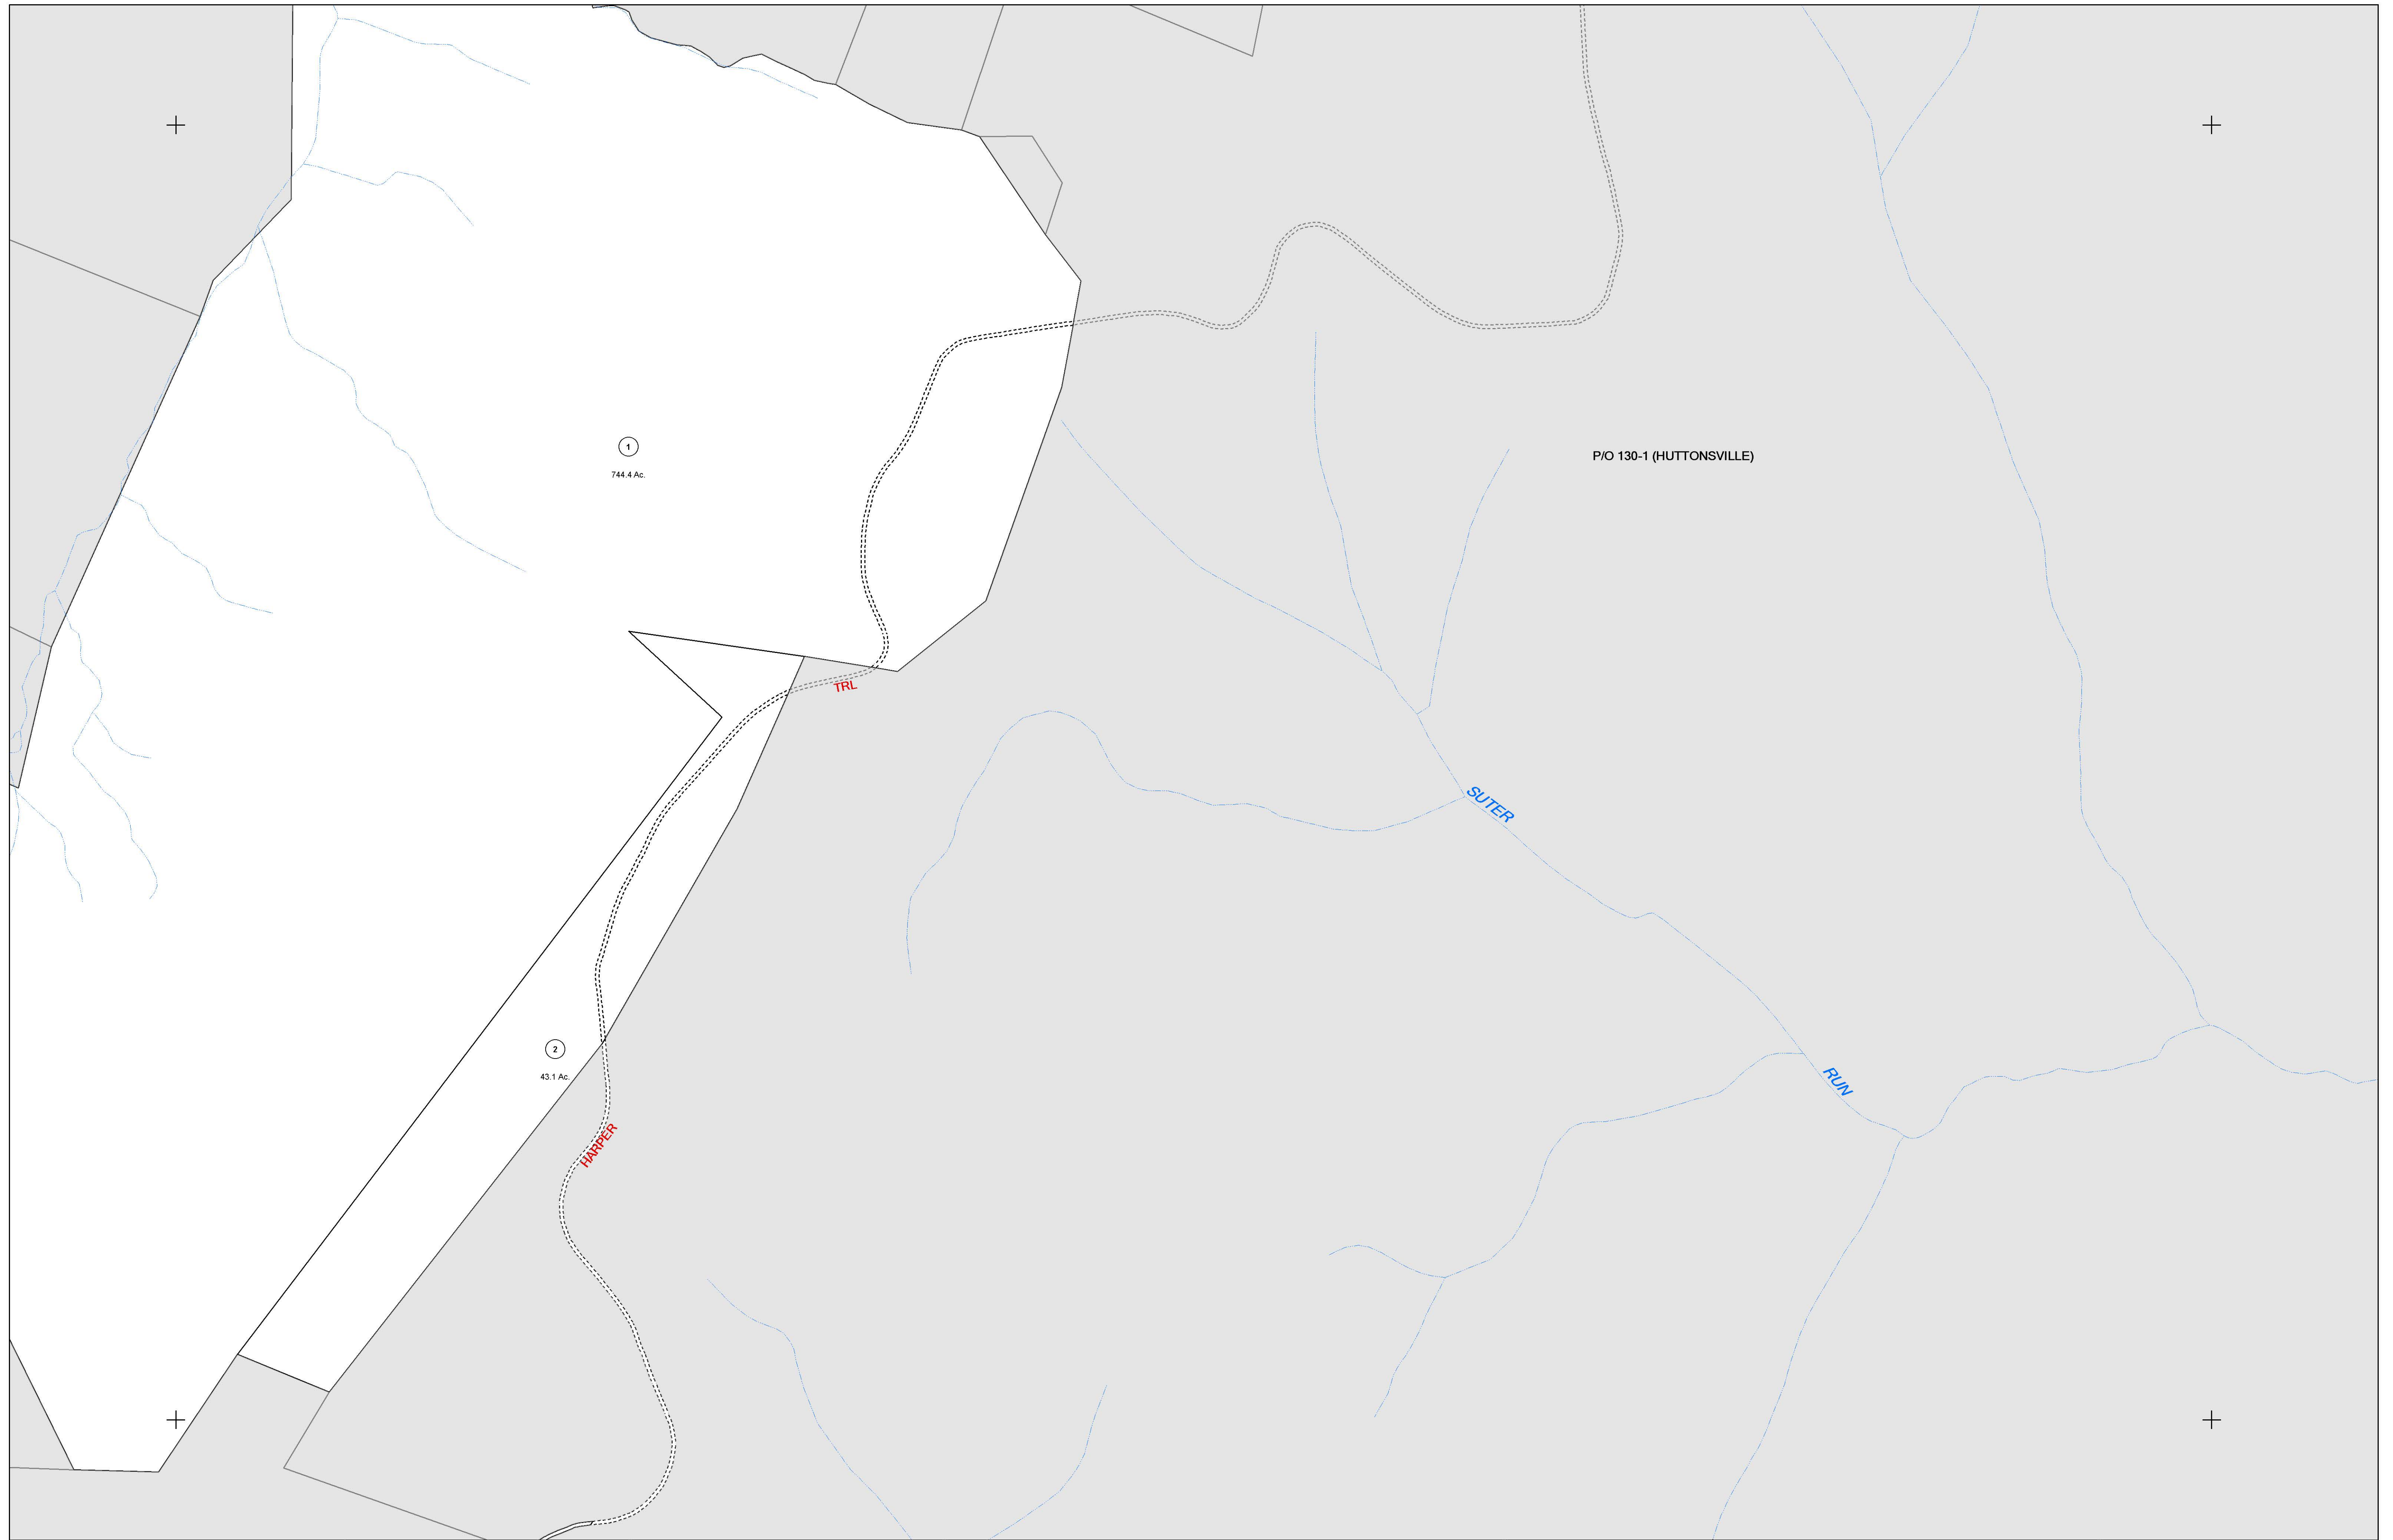 1
744.4 Ac.
P/O 130-1 (HUTTONSVILLE)
TRL
SUTER
2
43.1 Ac.
RUN
HARPER